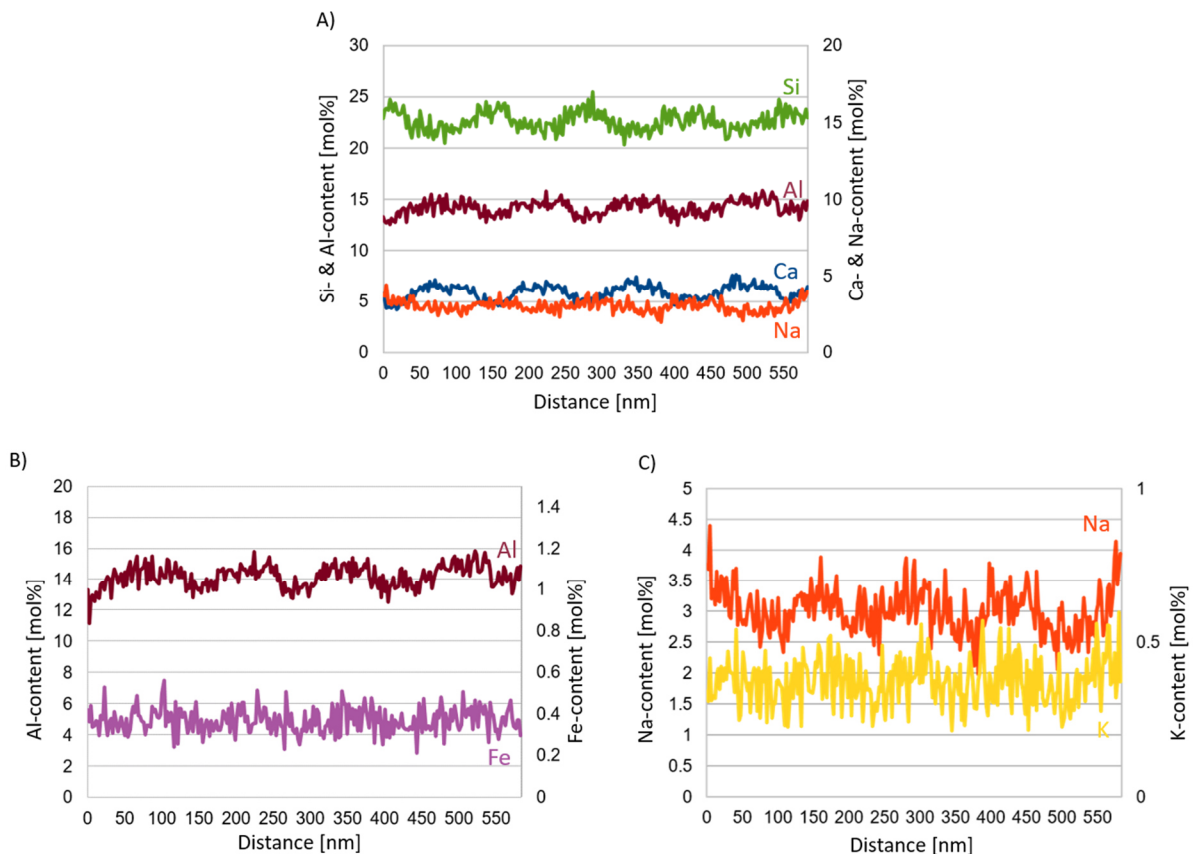 A)
30
25
20
15
10
5
0
Si- & Al-content [mol%]
20
15
10
5
0
Ca- & Na-content [mol%]
Si
Al
Ca
Na
0 50 100 150 200 250 300 350 400 450 500 550
Distance [nm]
B)
20
18
16
14
12
10
8
6
4
2
0
Al-content [mol%]
1.4
1.2
1
0.8
0.6
0.4
0.2
0
Fe-content [mol%]
Al
Fe
0 50 100 150 200 250 300 350 400 450 500 550
Distance [nm]
C)
5
4.5
4
3.5
3
2.5
2
1.5
1
0.5
0
Na-content [mol%]
1
0.5
0
K-content [mol%]
Na
K
0 50 100 150 200 250 300 350 400 450 500 550
Distance [nm]